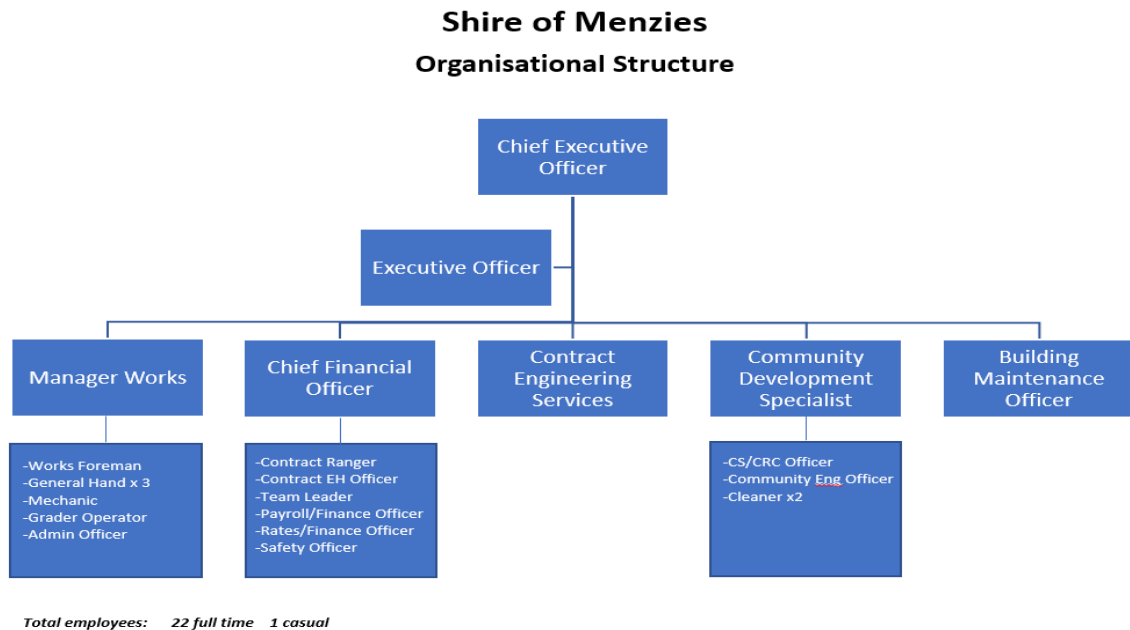 Shire of Menzies
Organisational Structure
Chief Executive
Officer
Executive Officer
Manager Works
Chief Financial
Officer
Contract
Engineering
Services
Community
Development
Specialist
Building
Maintenance
Officer
-Works Foreman
-General Hand x 3
-Mechanic
-Grader Operator
-Admin Officer
-Contract Ranger
-Contract EH Officer
-Team Leader
-Payroll/Finance Officer
-Rates/Finance Officer
-Safety Officer
-CS/CRC Officer
-Community Eng Officer
-Cleaner x2
Total employees: 22 full time 1 casual